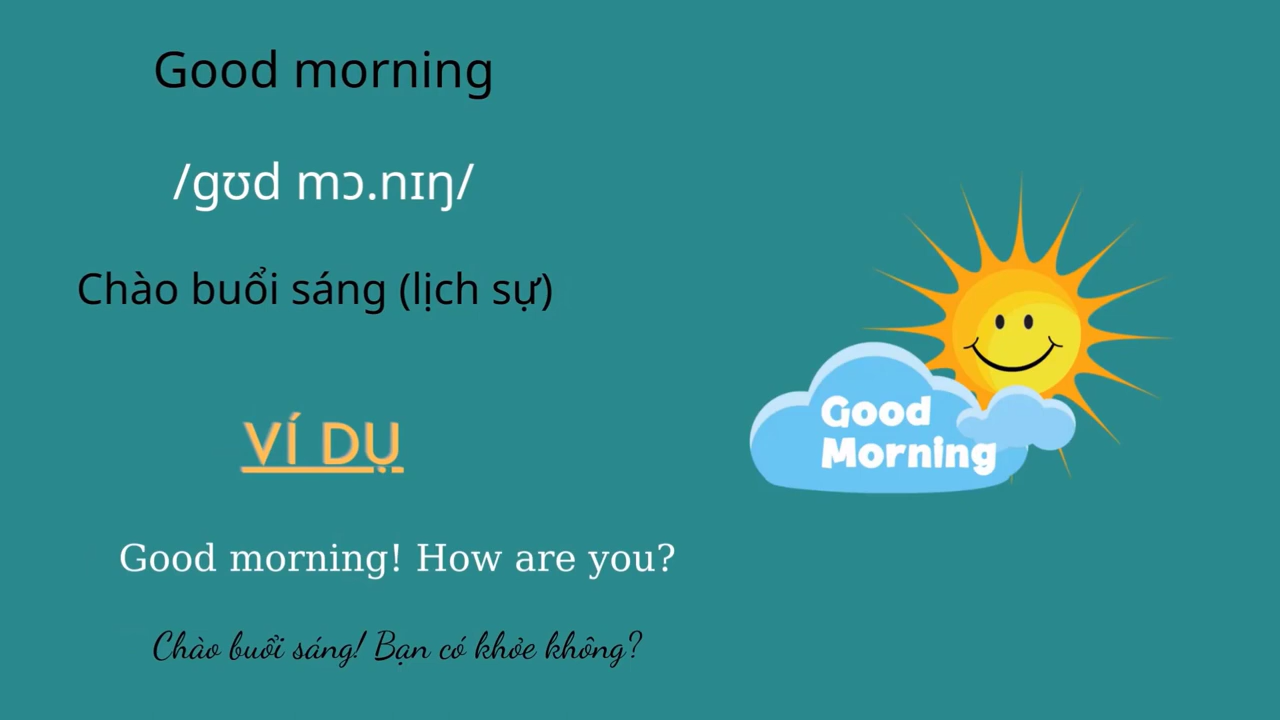 Good morning
/gʊd mɔ.nɪŋ/
Chào buổi sáng (lịch sự)
VÍ DỤ
Good morning! How are you?
Chào buổi sáng! Bạn có khỏe không?
Good
Morning